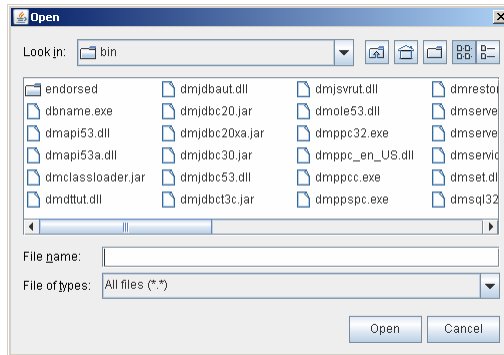 Open
Look in: bin
endorsed dmjdbaut.dll dmjsvrut.dll
dbname.exe dmjdbc20.jar dmole53.dll
dmapi53.dll dmjdbc20xa.jar dmppc32.exe
dmapi53a.dll dmjdbc30.jar dmppc_en_US.dll
dmclassloader.jar dmjdbc53.dll dmppcc.exe
dmdttut.dll dmjdbct3c.jar dmppspc.exe dmsql32
File name:
File of types: All files (*.*)
Open Cancel